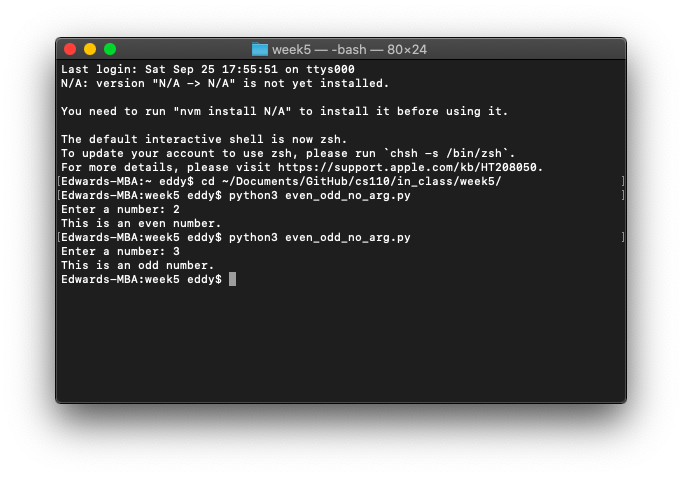 week5 — -bash — 80×24
Last login: Sat Sep 25 17:55:51 on ttys000
N/A: version "N/A -> N/A" is not yet installed.
You need to run "nvm install N/A" to install it before using it.
The default interactive shell is now zsh.
To update your account to use zsh, please run `chsh -s /bin/zsh`.
For more details, please visit https://support.apple.com/kb/HT208050.
[Edwards-MBA:~ eddy$ cd ~/Documents/GitHub/cs110/in_class/week5/ ]
[Edwards-MBA:week5 eddy$ python3 even_odd_no_arg.py ]
Enter a number: 2
This is an even number.
[Edwards-MBA:week5 eddy$ python3 even_odd_no_arg.py ]
Enter a number: 3
This is an odd number.
Edwards-MBA:week5 eddy$